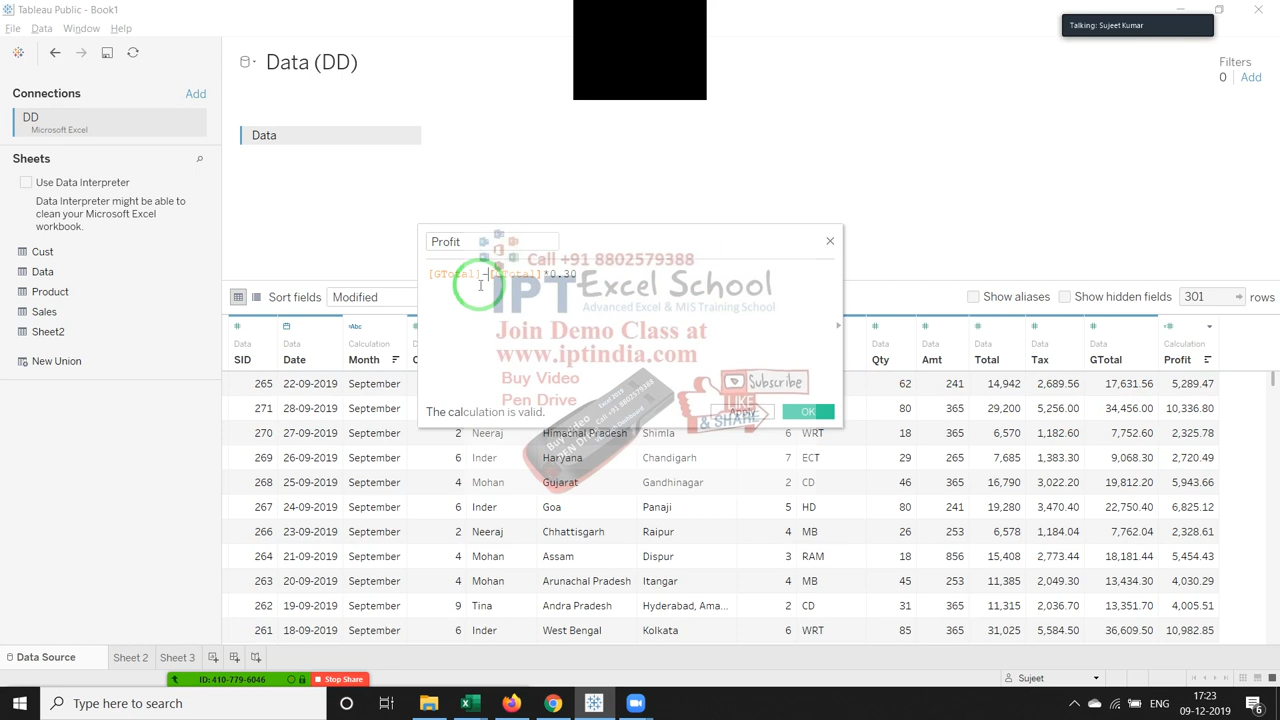 Tableau Public - Book1
Talking: Sujeet Kumar
File Data Window Help
Connections Add
DD
Microsoft Excel
Sheets
Use Data Interpreter
Data Interpreter might be able to
clean your Microsoft Excel
workbook.
Cust
Data
Product
Sales
Sheet2
New Union
Data (DD)
Filters
0 Add
Data
Profit
Call +91 8802579388
[GTotal]-[GTotal]*0.30
IPT Excel School
Advanced Excel & MIS Training School
Join Demo Class at
www.iptindia.com
Buy Video
Pen Drive
Subscribe
LIKE
& SHARE
The calculation is valid.
Apply OK
Sort fields Modified
Show aliases Show hidden fields 301 rows
Data Data Calculation Data Data Data Data Data Calculation
SID Date Month Qty Amt Total Tax GTotal Profit
265 22-09-2019 September 62 241 14,942 2,689.56 17,631.56 5,289.47
271 28-09-2019 September 80 365 29,200 5,256.00 34,456.00 10,336.80
270 27-09-2019 September 2 Neeraj Himachal Pradesh Shimla 6 WRT 18 365 6,570 1,182.60 7,752.60 2,325.78
269 26-09-2019 September 6 Inder Haryana Chandigarh 7 ECT 29 265 7,685 1,383.30 9,068.30 2,720.49
268 25-09-2019 September 4 Mohan Gujarat Gandhinagar 2 CD 46 365 16,790 3,022.20 19,812.20 5,943.66
267 24-09-2019 September 6 Inder Goa Panaji 5 HD 80 241 19,280 3,470.40 22,750.40 6,825.12
266 23-09-2019 September 2 Neeraj Chhattisgarh Raipur 4 MB 26 253 6,578 1,184.04 7,762.04 2,328.61
264 21-09-2019 September 4 Mohan Assam Dispur 3 RAM 18 856 15,408 2,773.44 18,181.44 5,454.43
263 20-09-2019 September 4 Mohan Arunachal Pradesh Itangar 4 MB 45 253 11,385 2,049.30 13,434.30 4,030.29
262 19-09-2019 September 9 Tina Andra Pradesh Hyderabad, Ama... 2 CD 31 365 11,315 2,036.70 13,351.70 4,005.51
261 18-09-2019 September 6 Inder West Bengal Kolkata 6 WRT 85 365 31,025 5,584.50 36,609.50 10,982.85
Data Source Sheet 2 Sheet 3
ID: 410-779-6046 Stop Share
Sujeet
Type here to search
ENG
17:23
09-12-2019
6